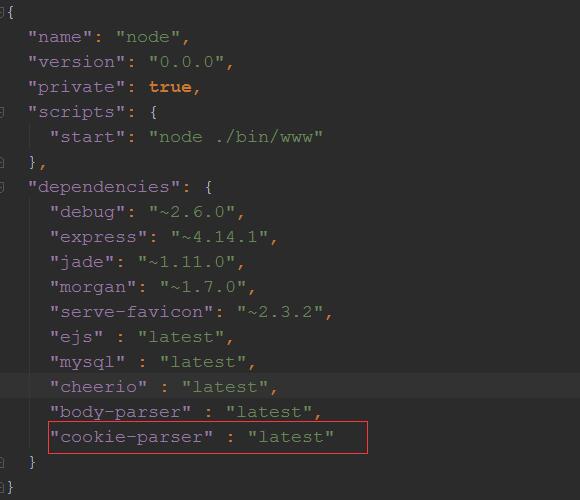 {
"name": "node",
"version": "0.0.0",
"private": true,
"scripts": {
"start": "node ./bin/www"
},
"dependencies": {
"debug": "~2.6.0",
"express": "~4.14.1",
"jade": "~1.11.0",
"morgan": "~1.7.0",
"serve-favicon": "~2.3.2",
"ejs" : "latest",
"mysql" : "latest",
"cheerio" : "latest",
"body-parser" : "latest",
"cookie-parser" : "latest"
}
}